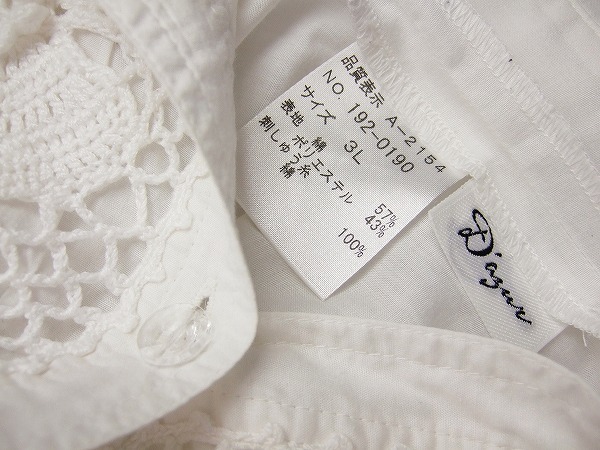 品質表示 A-2154
NO. 192-0190
サイズ 3L
表地 綿 57%
ポリエステル 43%
刺しゅう糸
綿 100%
D'azur